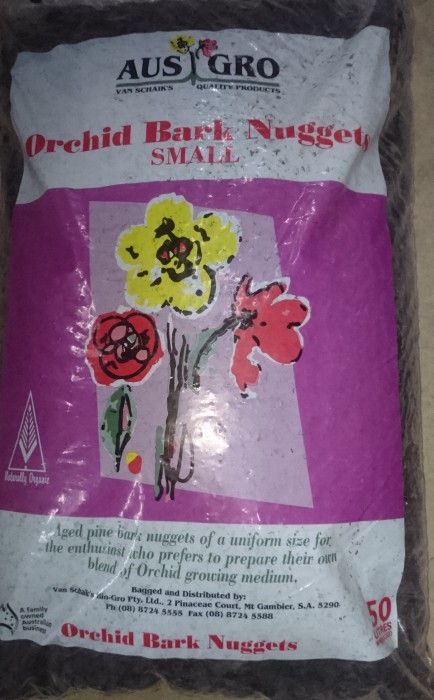 AUS GRO
VAN SCHAIK'S QUALITY PRODUCTS
Orchid Bark Nuggets
SMALL
Naturally Organic
Aged pine bark nuggets of a uniform size for
the enthusiast who prefers to prepare their own
blend of Orchid growing medium.
Bagged and Distributed by:
Van Schaik's Bio-Gro Pty. Ltd., 2 Pinaceae Court, Mt Gambier, S.A. 5290
Ph (08) 8724 5555 Fax (08) 8724 5588
A family
owned
Australian
business
50
LITRES
Orchid Bark Nuggets